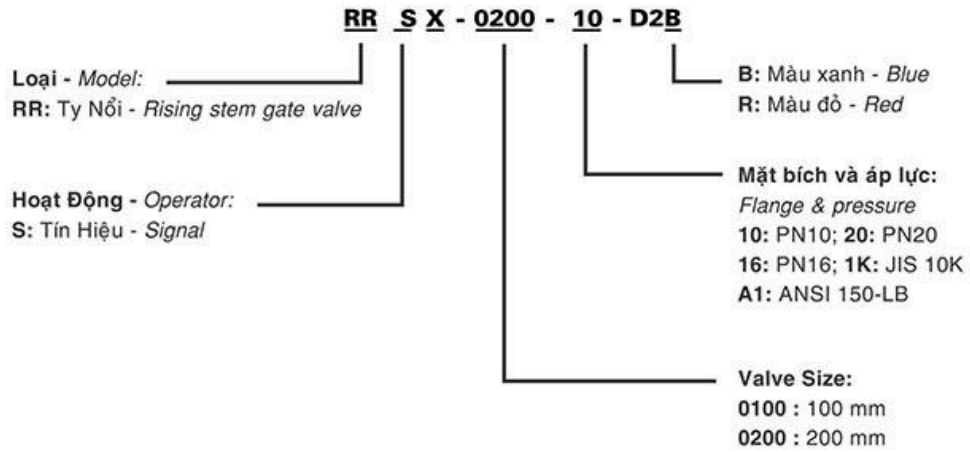 RR S X - 0200 - 10 - D2B
Loại - Model:
RR: Ty Nổi - Rising stem gate valve
Hoạt Động - Operator:
S: Tín Hiệu - Signal
B: Màu xanh - Blue
R: Màu đỏ - Red
Mặt bích và áp lực:
Flange & pressure
10: PN10; 20: PN20
16: PN16; 1K: JIS 10K
A1: ANSI 150-LB
Valve Size:
0100 : 100 mm
0200 : 200 mm